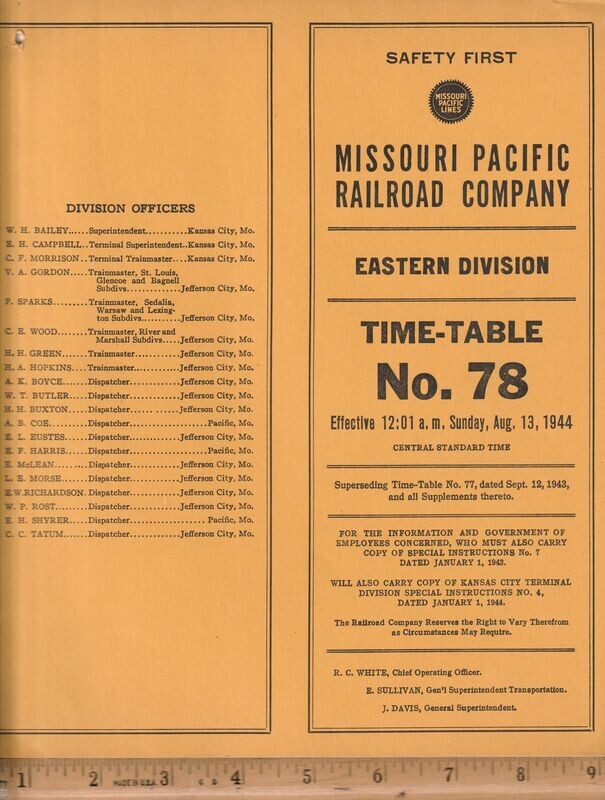 DIVISION OFFICERS
W. H. BAILEY.....Superintendent..........Kansas City, Mo.
E. H. CAMPBELL..Terminal Superintendent..Kansas City, Mo.
C. F. MORRISON..Terminal Trainmaster....Kansas City, Mo.
V. A. GORDON....Trainmaster, St. Louis,
Glencoe and Bagnell
Subdivs.............Jefferson City, Mo.
F. SPARKS.........Trainmaster, Sedalia,
Warsaw and Lexing-
ton Subdivs..........Jefferson City, Mo.
C. E. WOOD.......Trainmaster, River and
Marshall Subdivs.....Jefferson City, Mo.
H. H. GREEN......Trainmaster...........Jefferson City, Mo.
H. A. HOPKINS....Trainmaster...........Jefferson City, Mo.
A. K. BOYCE......Dispatcher............Jefferson City, Mo.
W. T. BUTLER.....Dispatcher............Jefferson City, Mo.
H. H. BUXTON.....Dispatcher............Jefferson City, Mo.
A. B. COE.........Dispatcher...................Pacific, Mo.
E. L. EUSTES.....Dispatcher............Jefferson City, Mo.
E. F. HARRIS.....Dispatcher...................Pacific, Mo.
E. McLEAN........Dispatcher............Jefferson City, Mo.
L. E. MORSE......Dispatcher............Jefferson City, Mo.
E.W.RICHARDSON.Dispatcher............Jefferson City, Mo.
W. P. ROST.......Dispatcher............Jefferson City, Mo.
E. H. SHYRER.....Dispatcher................... Pacific, Mo.
C. C. TATUM......Dispatcher............Jefferson City, Mo.
SAFETY FIRST
MISSOURI
PACIFIC
LINES
MISSOURI PACIFIC
RAILROAD COMPANY
EASTERN DIVISION
TIME-TABLE
No. 78
Effective 12:01 a. m. Sunday, Aug. 13, 1944
CENTRAL STANDARD TIME
Superseding Time-Table No. 77, dated Sept. 12, 1943,
and all Supplements thereto.
FOR THE INFORMATION AND GOVERNMENT OF
EMPLOYEES CONCERNED, WHO MUST ALSO CARRY
COPY OF SPECIAL INSTRUCTIONS No. 7
DATED JANUARY 1, 1943.
WILL ALSO CARRY COPY OF KANSAS CITY TERMINAL
DIVISION SPECIAL INSTRUCTIONS NO. 4,
DATED JANUARY 1, 1944.
The Railroad Company Reserves the Right to Vary Therefrom
as Circumstances May Require.
R. C. WHITE, Chief Operating Officer.
E. SULLIVAN, Gen'l Superintendent Transportation.
J. DAVIS, General Superintendent.
1 2 3 4 5 6 7 8 9
MADE IN U.S.A.